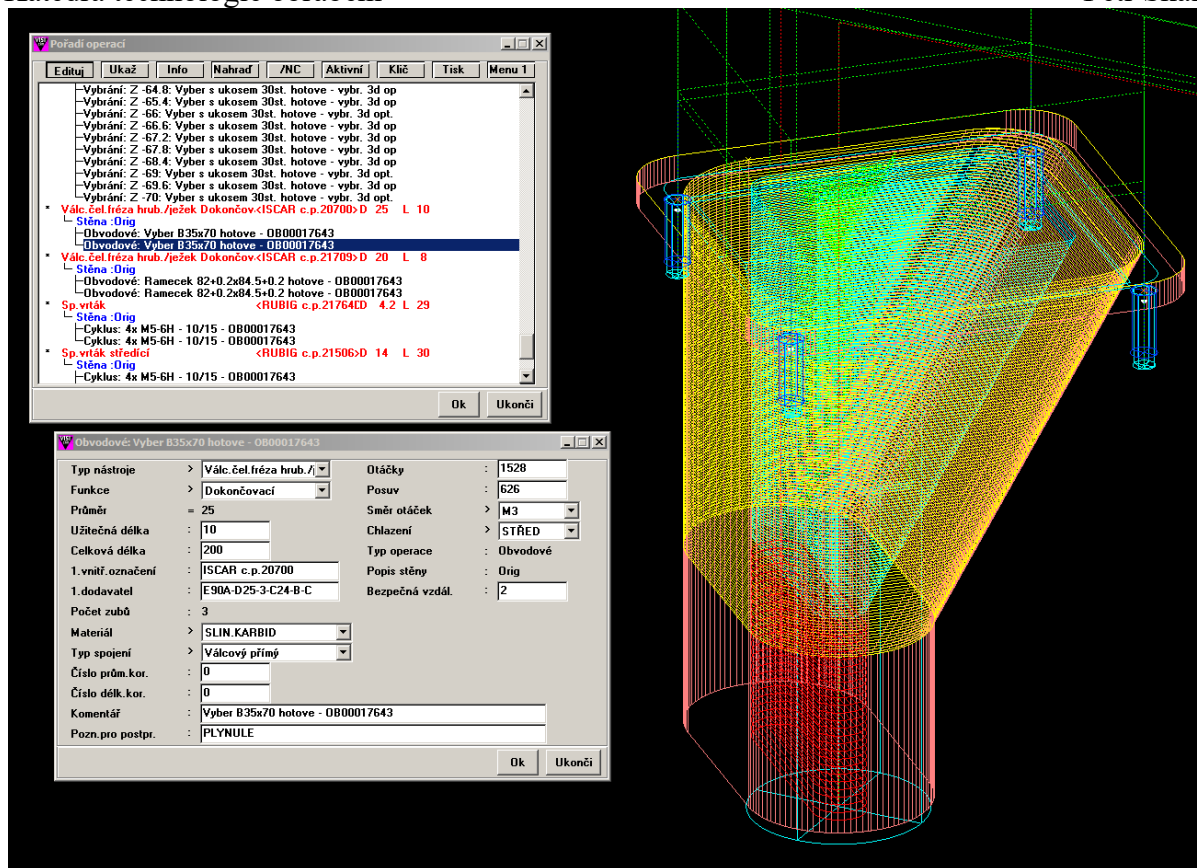 Katedra technologie obrábění
Pořadí operací
Edituj Ukaž Info Nahraď /NC Aktivní Klíč Tisk Menu 1
Vybrání: Z -64.8: Vyber s ukosem 30st. hotove - vybr. 3d op
Vybrání: Z -65.4: Vyber s ukosem 30st. hotove - vybr. 3d op
Vybrání: Z -66: Vyber s ukosem 30st. hotove - vybr. 3d opt.
Vybrání: Z -66.6: Vyber s ukosem 30st. hotove - vybr. 3d op
Vybrání: Z -67.2: Vyber s ukosem 30st. hotove - vybr. 3d op
Vybrání: Z -67.8: Vyber s ukosem 30st. hotove - vybr. 3d op
Vybrání: Z -68.4: Vyber s ukosem 30st. hotove - vybr. 3d op
Vybrání: Z -69: Vyber s ukosem 30st. hotove - vybr. 3d opt.
Vybrání: Z -69.6: Vyber s ukosem 30st. hotove - vybr. 3d op
Vybrání: Z -70: Vyber s ukosem 30st. hotove - vybr. 3d opt.
* Válc.čel.fréza hrub./ježek Dokončov<ISCAR c.p.20700>D 25 L 10
Stěna :Orig
Obvodové: Vyber B35x70 hotove - OB00017643
Obvodové: Vyber B35x70 hotove - OB00017643
* Válc.čel.fréza hrub./ježek Dokončov<ISCAR c.p.21709>D 20 L 8
Stěna :Orig
Obvodové: Ramecek 82+0.2x84.5+0.2 hotove - OB00017643
Obvodové: Ramecek 82+0.2x84.5+0.2 hotove - OB00017643
* Sp.vrták <RUBIG c.p.21764D 4.2 L 29
Stěna :Orig
Cyklus: 4x M5-6H - 10/15 - OB00017643
Cyklus: 4x M5-6H - 10/15 - OB00017643
* Sp.vrták středící <RUBIG c.p.21506>D 14 L 30
Stěna :Orig
Cyklus: 4x M5-6H - 10/15 - OB00017643
Ok Ukonči
Obvodové: Vyber B35x70 hotove - OB00017643
Typ nástroje > Válc.čel.fréza hrub./j Otáčky : 1528
Funkce > Dokončovací Posuv : 626
Průměr = 25 Směr otáček > M3
Užitečná délka : 10 Chlazení > STŘED
Celková délka : 200 Typ operace : Obvodové
1.vnitř.označení : ISCAR c.p.20700 Popis stěny : Orig
1.dodavatel : E90A-D25-3-C24-B-C Bezpečná vzdál. : 2
Počet zubů : 3
Materiál > SLIN.KARBID
Typ spojení > Válcový přímý
Číslo prům.kor. : 0
Číslo délk.kor. : 0
Komentář : Vyber B35x70 hotove - OB00017643
Pozn.pro postpr. : PLYNULE
Ok Ukonči